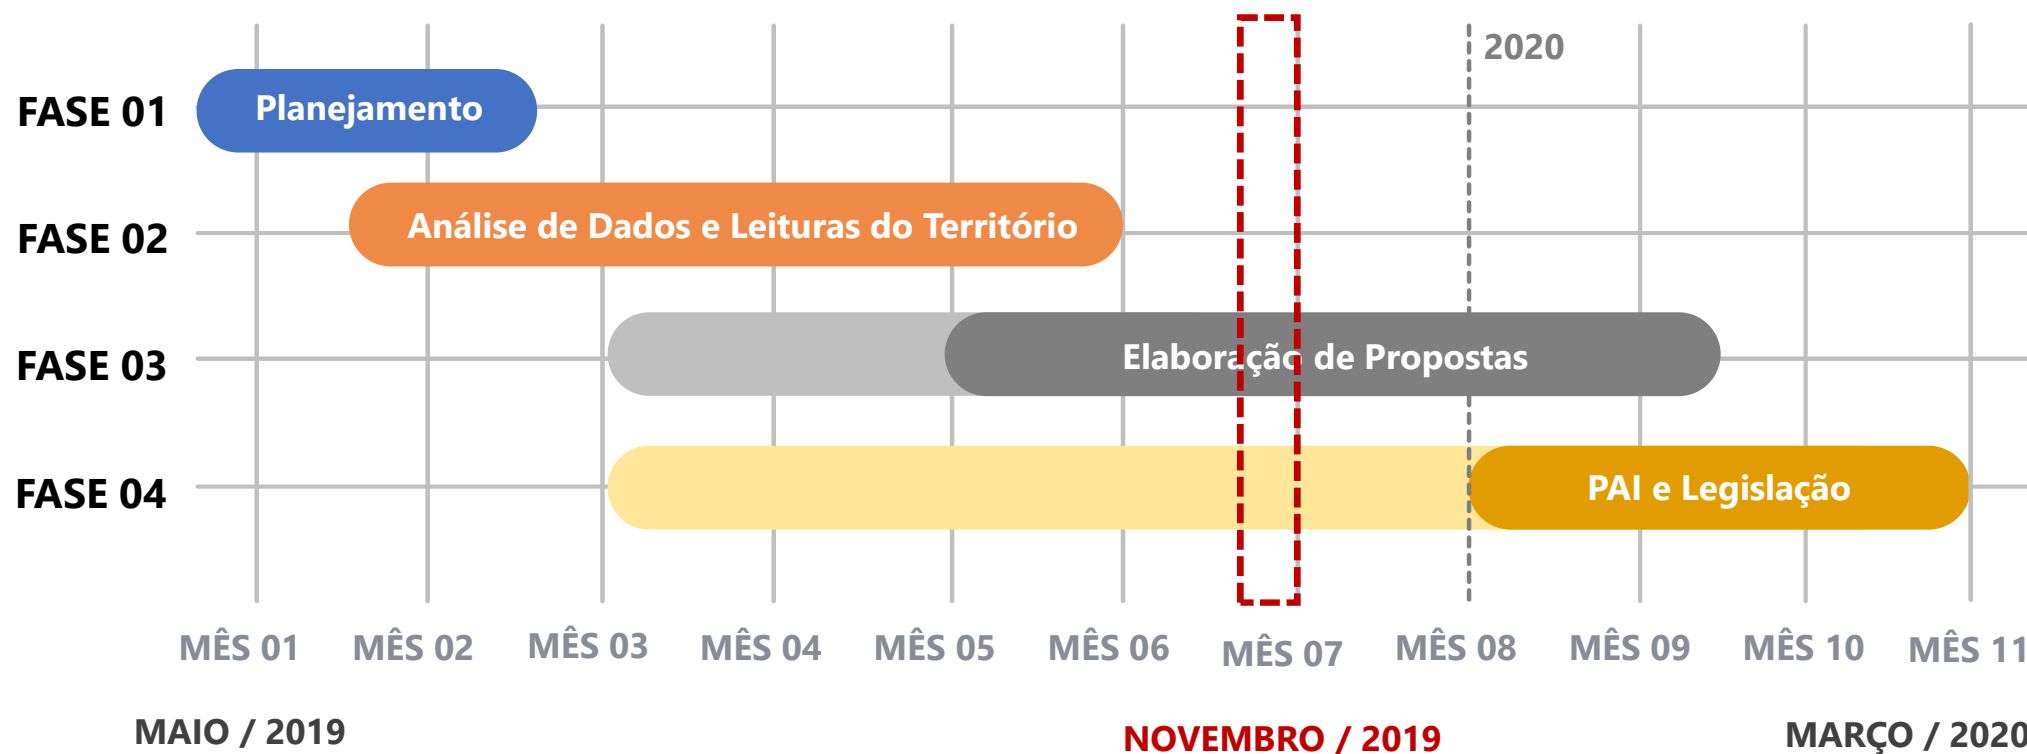 2020
FASE 01
Planejamento
FASE 02
Análise de Dados e Leituras do Território
FASE 03
Elaboração de Propostas
FASE 04
PAI e Legislação
MÊS 01
MÊS 02
MÊS 03
MÊS 04
MÊS 05
MÊS 06
MÊS 07
MÊS 08
MÊS 09
MÊS 10
MÊS 11
MAIO / 2019
NOVEMBRO / 2019
MARÇO / 2020